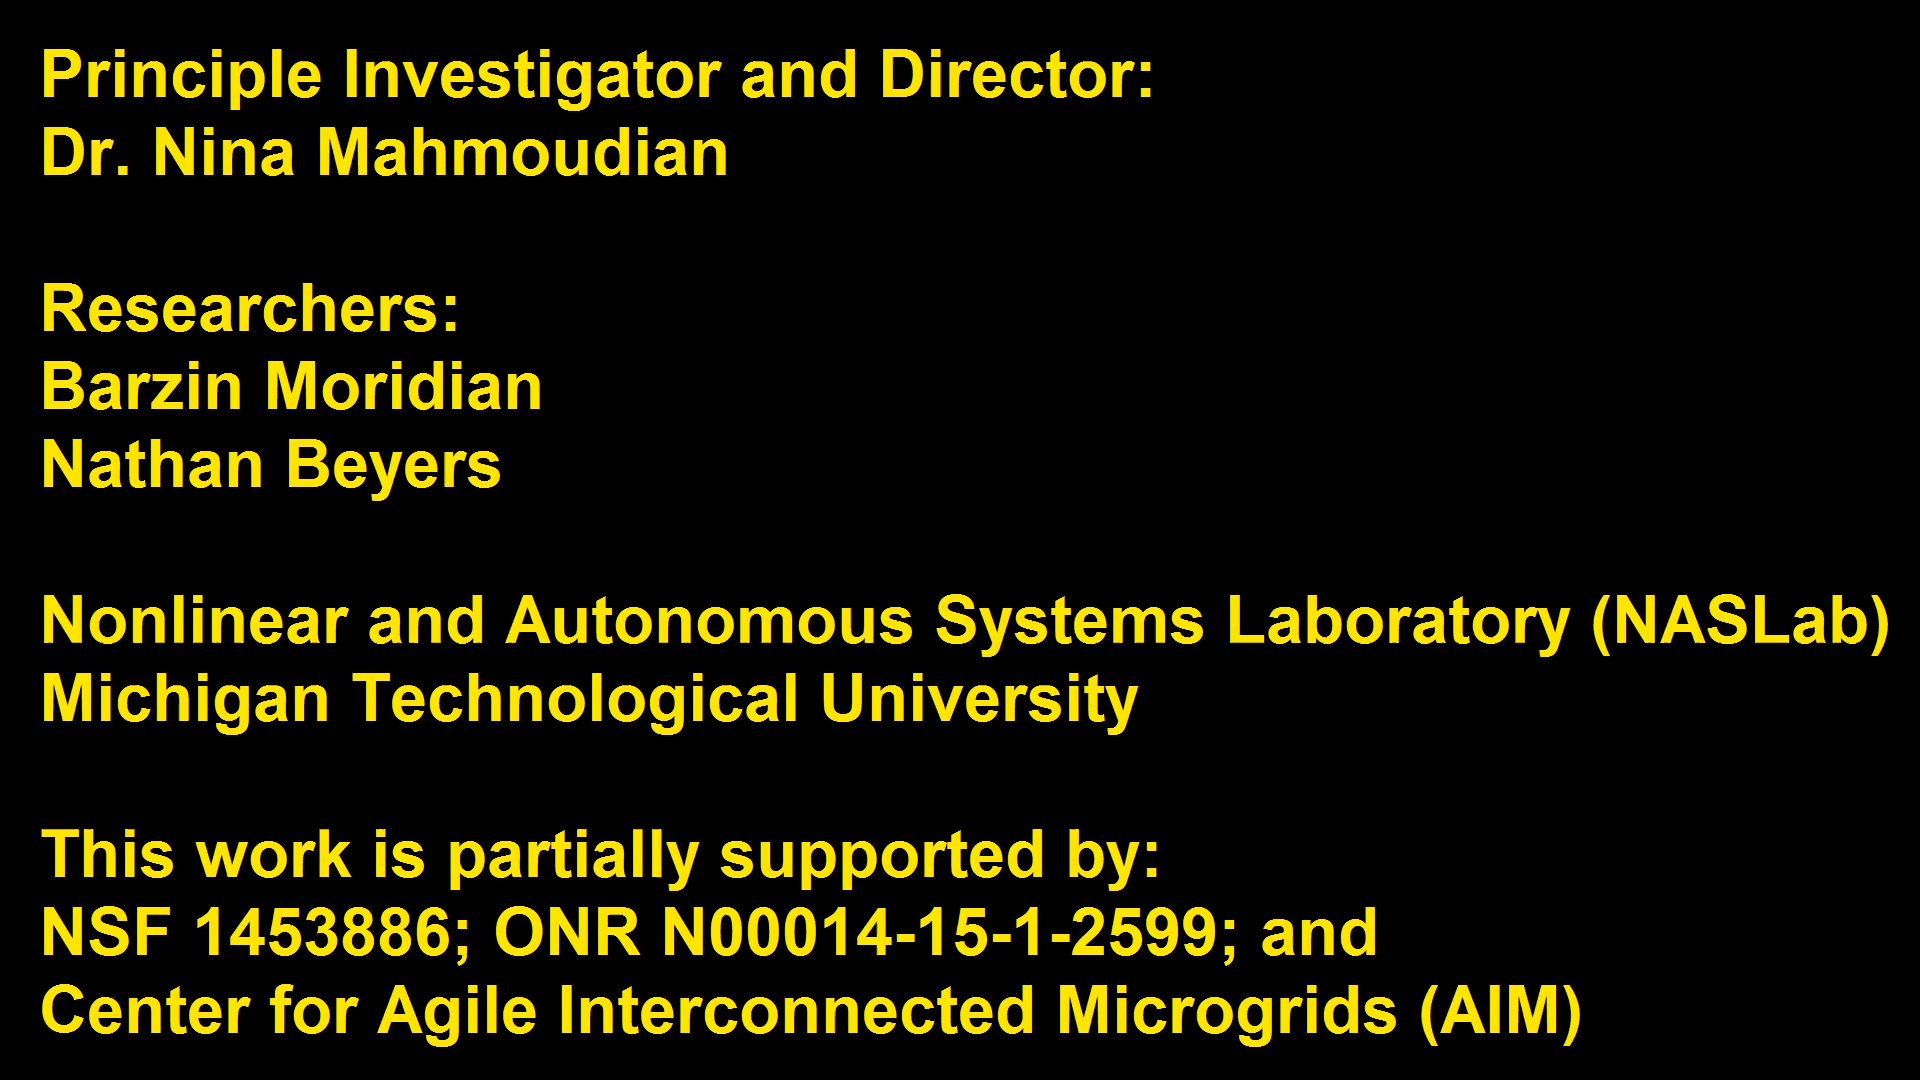 Principle Investigator and Director:
Dr. Nina Mahmoudian
Researchers:
Barzin Moridian
Nathan Beyers
Nonlinear and Autonomous Systems Laboratory (NASLab)
Michigan Technological University
This work is partially supported by:
NSF 1453886; ONR N00014-15-1-2599; and
Center for Agile Interconnected Microgrids (AIM)